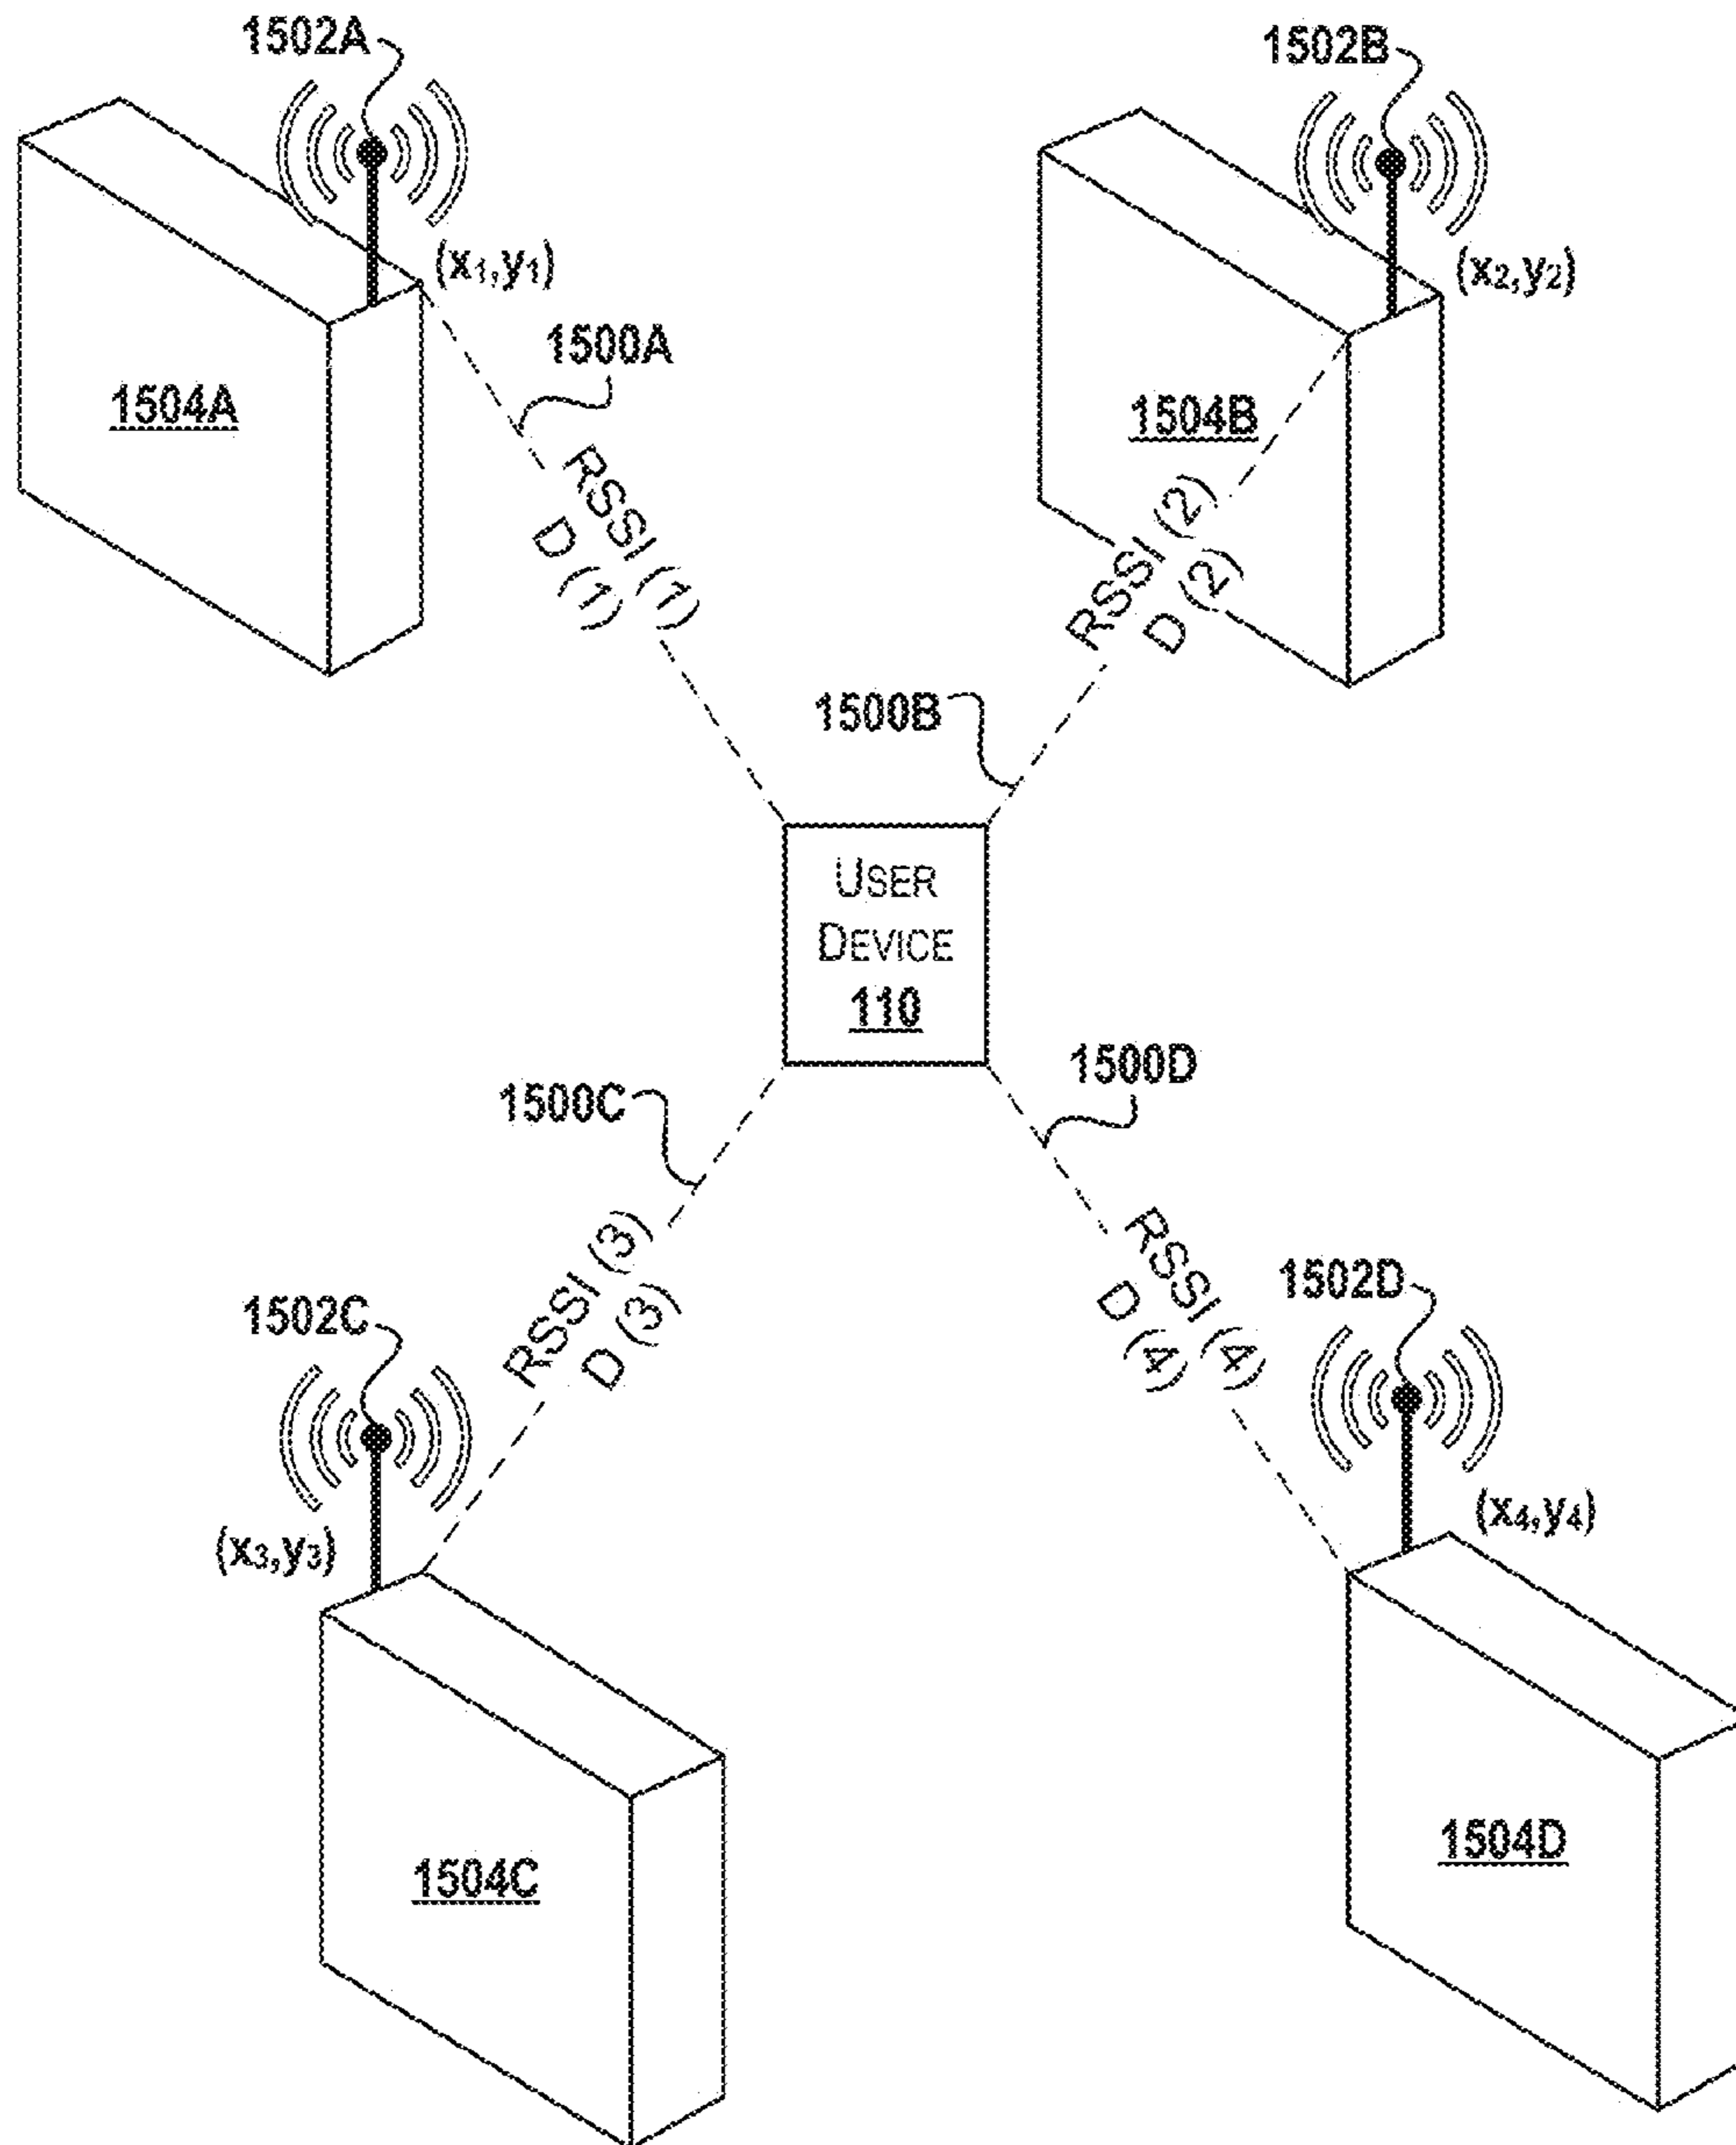 1502A
1502B
(x1,y1)
(x2,y2)
1500A
1504A
1504B
RSSI (1)
D (1)
RSSI (2)
D (2)
1500B
USER
DEVICE
110
1500C
1500D
RSSI (3)
D (3)
RSSI (4)
D (4)
1502C
1502D
(x3,y3)
(x4,y4)
1504C
1504D